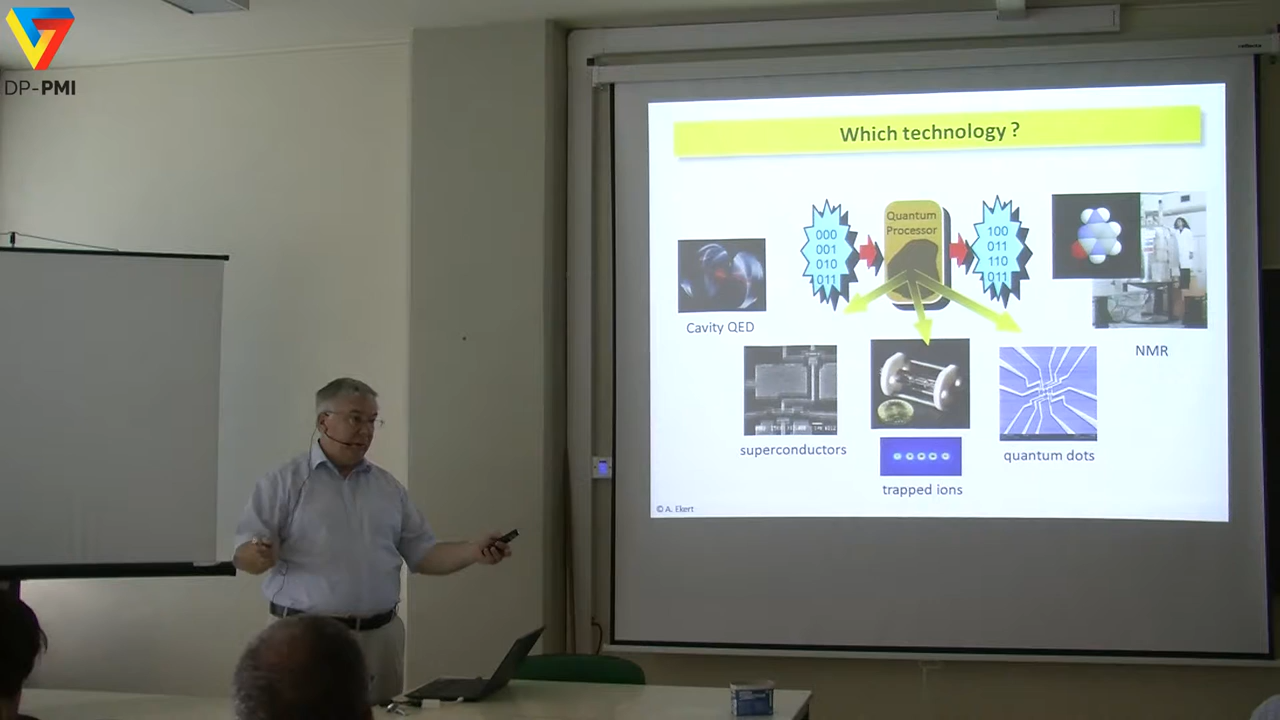 DP-PMI
Which technology ?
Quantum
Processor
000
001
010
011
100
011
110
011
Cavity QED
NMR
superconductors
quantum dots
trapped ions
© A. Ekert